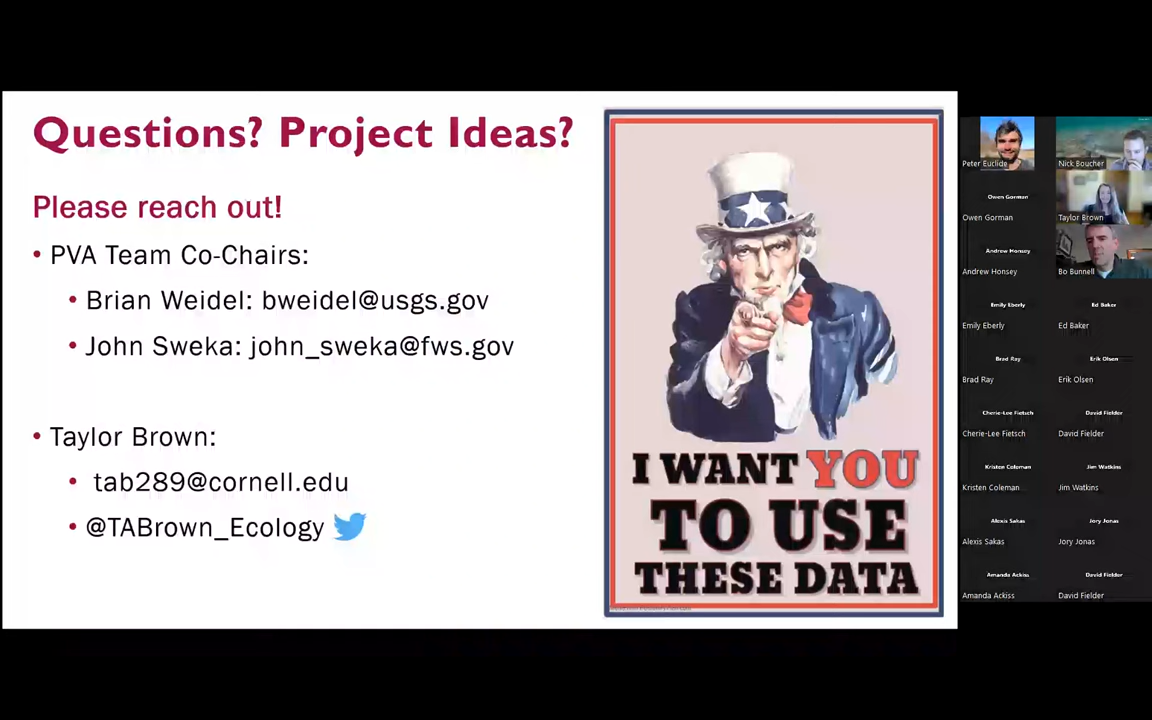 Questions? Project Ideas?
Please reach out!
• PVA Team Co-Chairs:
• Brian Weidel: bweidel@usgs.gov
• John Sweka: john_sweka@fws.gov
• Taylor Brown:
• tab289@cornell.edu
• @TABrown_Ecology
I WANT YOU
TO USE
THESE DATA
Peter Euclide
Nick Boucher
Owen Gorman
Owen Gorman
Taylor Brown
Andrew Honsey
Andrew Honsey
Bo Bunnell
Emily Eberly
Ed Baker
Emily Eberly
Ed Baker
Brad Ray
Erik Olsen
Brad Ray
Erik Olsen
Cherie-Lee Fietsch
David Fielder
Cherie-Lee Fietsch
David Fielder
Kristen Coleman
Jim Watkins
Kristen Coleman...
Jim Watkins
Alexis Sakas
Jory Jonas
Alexis Sakas
Jory Jonas
Amanda Ackiss
David Fielder
Amanda Ackiss
David Fielder